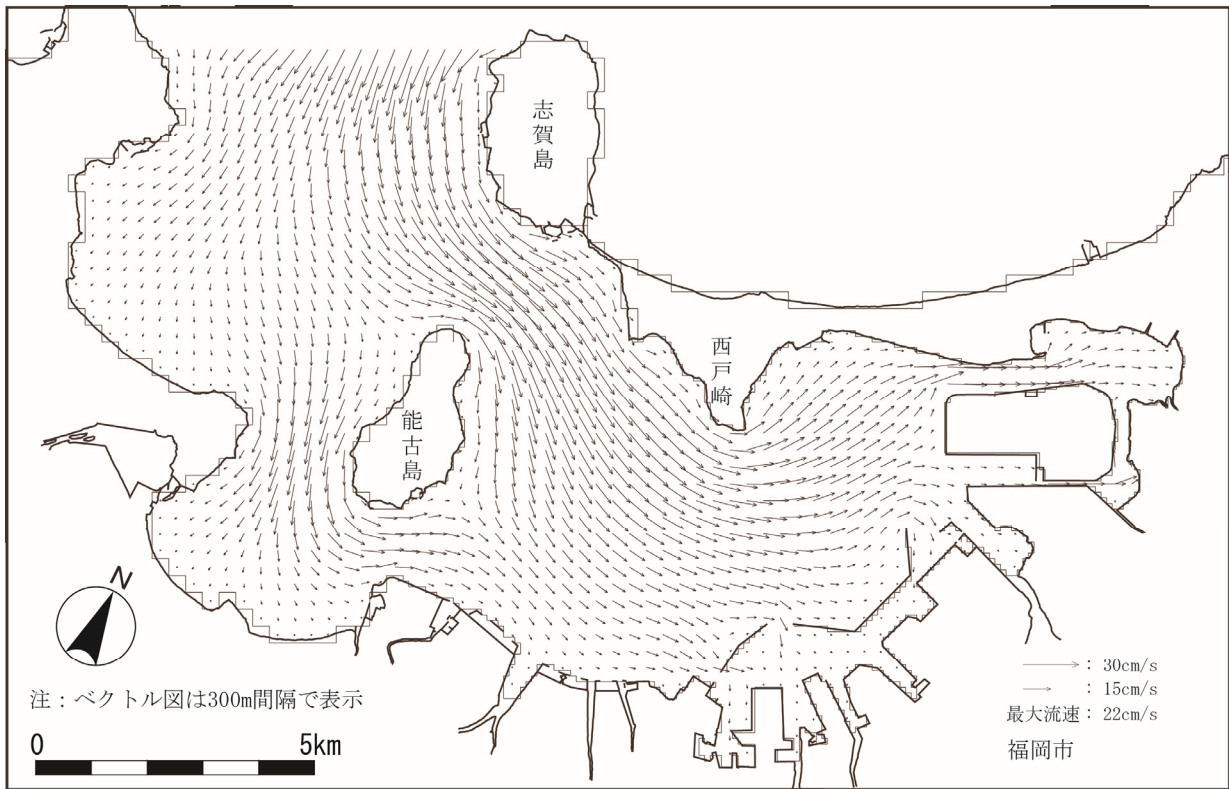 志賀島
西戸崎
能古島
N
注：ベクトル図は300m間隔で表示
0 5km
：30cm/s
：15cm/s
最大流速：22cm/s
福岡市